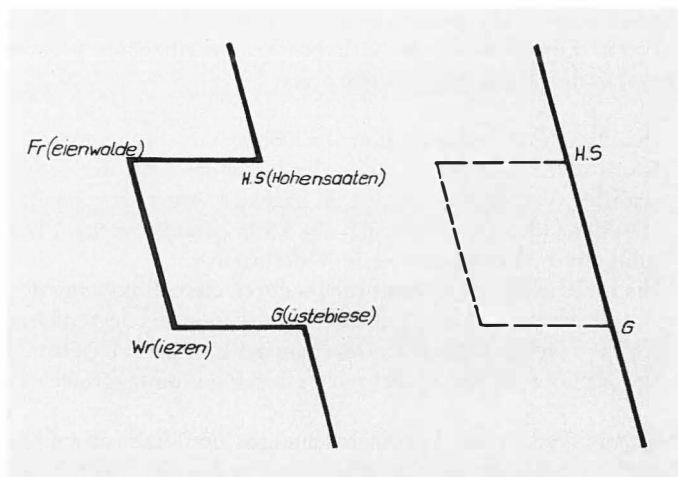 Fr(eienwalde)
H.S (Hohensaaten)
G(üstebiese)
Wr(iezen)
H.S
G